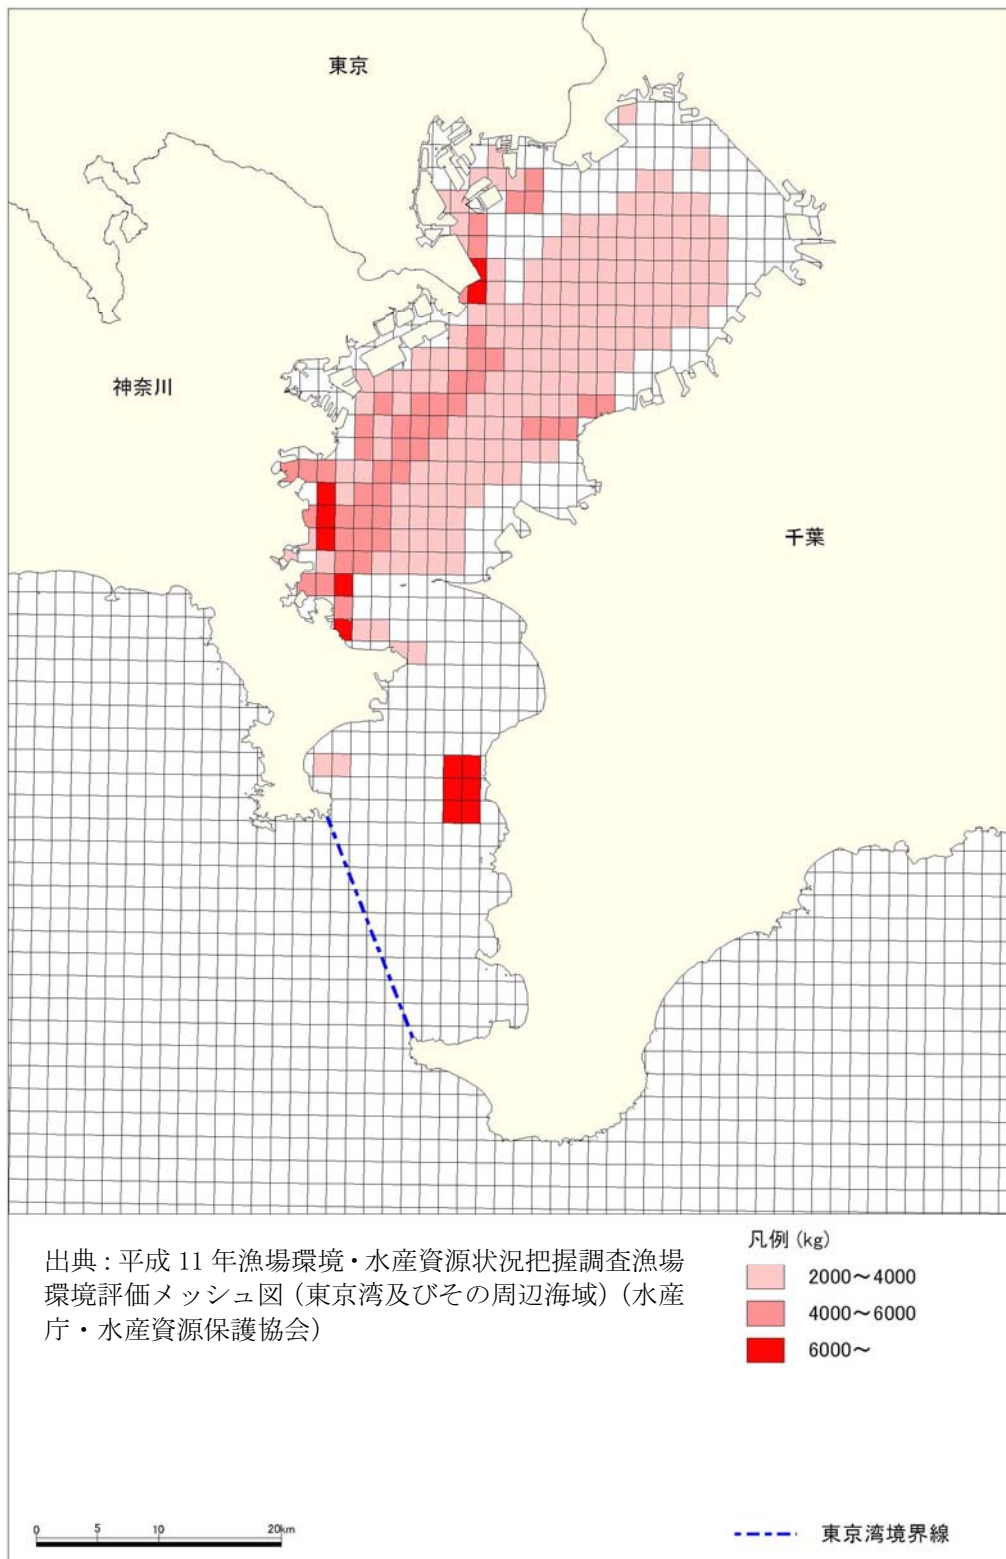 東京
神奈川
千葉
出典:平成 11 年漁場環境・水産資源状況把握調査漁場
環境評価メッシュ図(東京湾及びその周辺海域)(水産
庁・水産資源保護協会)
凡例 (kg)
2000～4000
4000～6000
6000～
0 5 10 20km
東京湾境界線